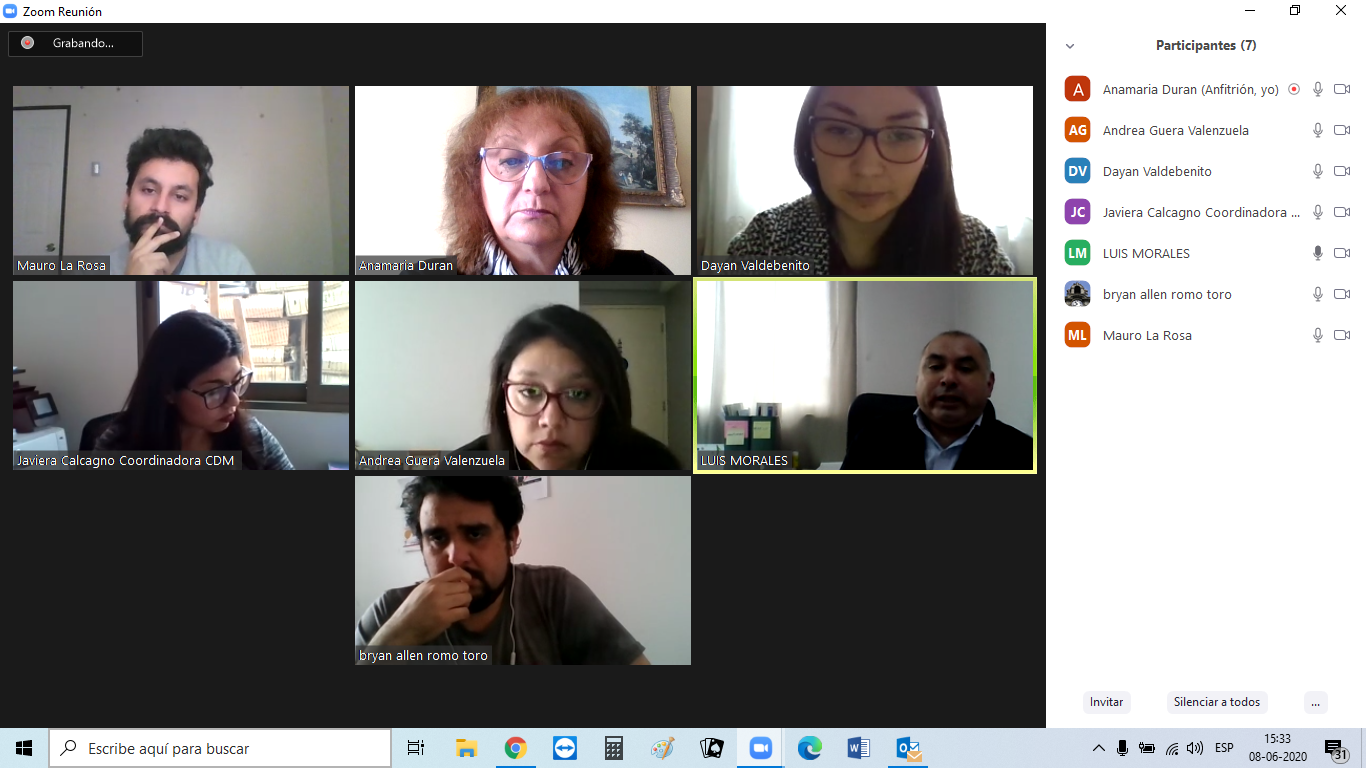 Zoom Reunión
Grabando...
Participantes (7)
A Anamaria Duran (Anfitrión, yo)
AG Andrea Guera Valenzuela
DV Dayan Valdebenito
JC Javiera Calcagno Coordinadora ...
LM LUIS MORALES
bryan allen romo toro
ML Mauro La Rosa
Mauro La Rosa
Anamaria Duran
Dayan Valdebenito
Javiera Calcagno Coordinadora CDM
Andrea Guera Valenzuela
LUIS MORALES
bryan allen romo toro
Invitar
Silenciar a todos
...
Escribe aquí para buscar
ESP
15:33
08-06-2020
31